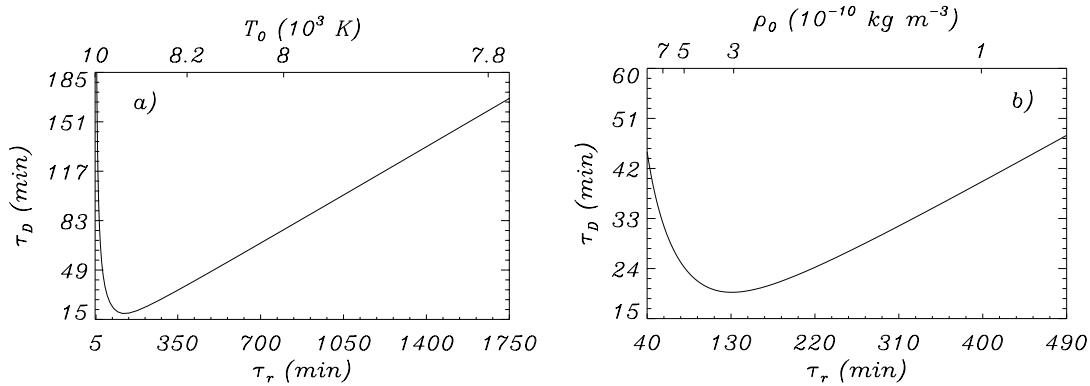 T₀ (10³ K)
10 8.2 8 7.8
a)
185
151
117
83
49
15
τ_D (min)
5 350 700 1050 1400 1750
τ_r (min)
ρ₀ (10⁻¹⁰ kg m⁻³)
7 5 3 1
b)
60
51
42
33
24
15
τ_D (min)
40 130 220 310 400 490
τ_r (min)